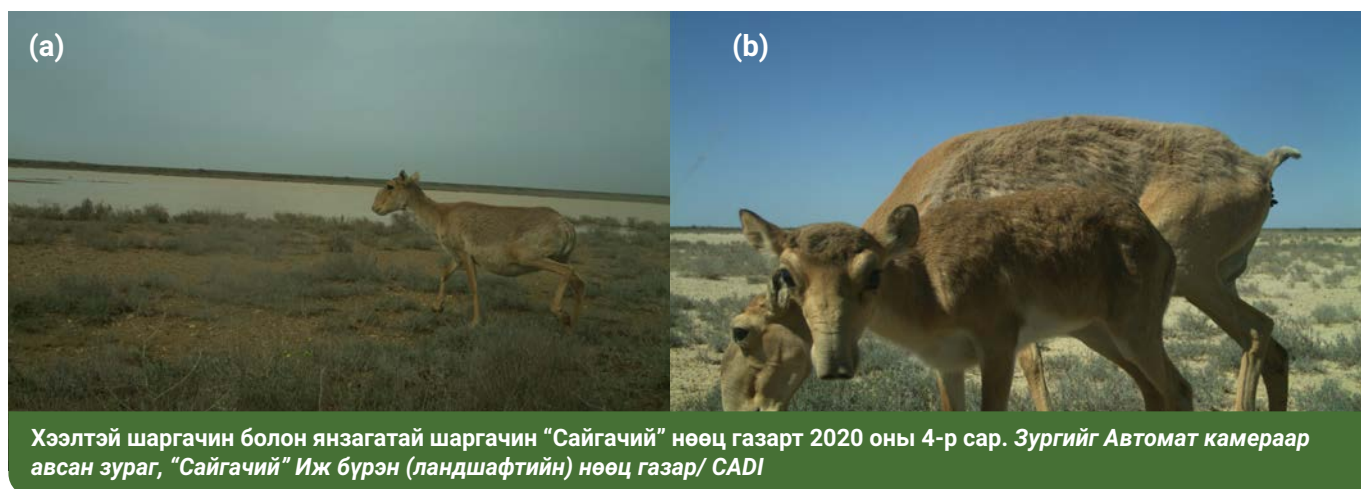 (a)
(b)
Хээлтэй шаргачин болон янзагатай шаргачин “Сайгачий” нөөц газарт 2020 оны 4-р сар. Зургийг Автомат камераар
авсан зураг, “Сайгачий” Иж бүрэн (ландшафтийн) нөөц газар/ CADI